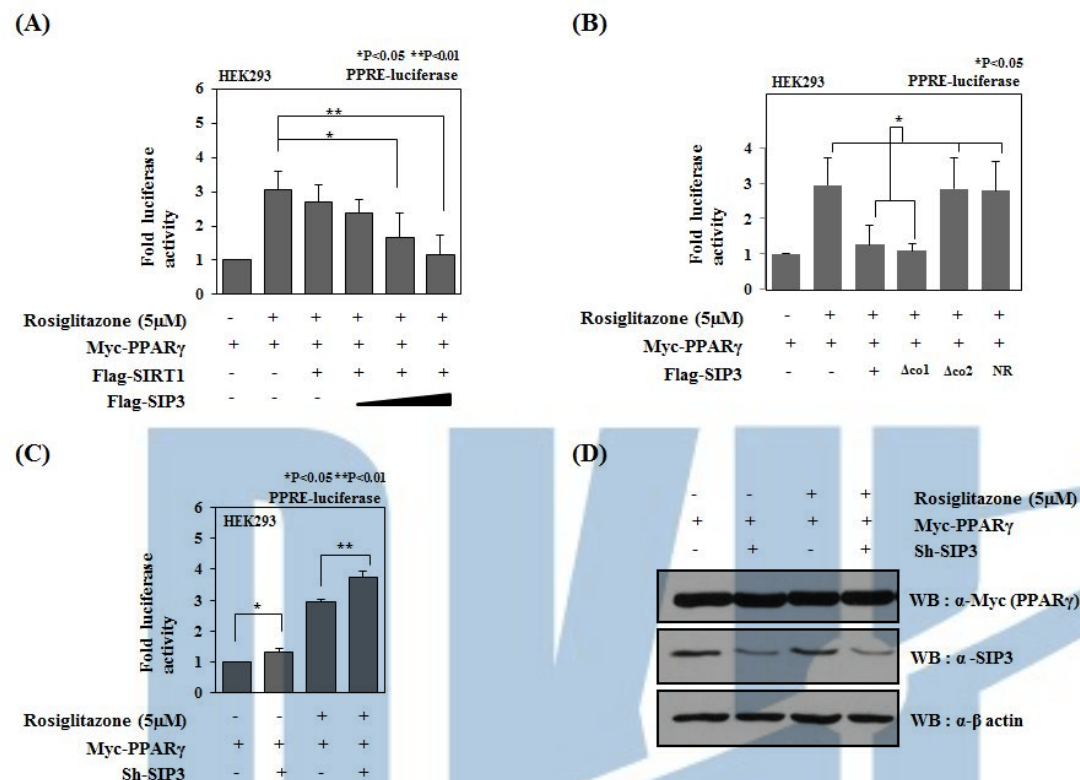 (A)
*P<0.05 **P<0.01
HEK293 PPRE-luciferase
6
5
4
3
2
1
0
Fold luciferase
activity
**
*
Rosiglitazone (5μM) - + + + + +
Myc-PPARγ + + + + + +
Flag-SIRT1 - - + + + +
Flag-SIP3 - - -
(B)
*P<0.05
HEK293 PPRE-luciferase
4
3
2
1
0
Fold luciferase
activity
*
Rosiglitazone (5μM) - + + + + +
Myc-PPARγ + + + + + +
Flag-SIP3 - - + Δco1 Δco2 NR
(C)
*P<0.05 **P<0.01
PPRE-luciferase
HEK293
6
5
4
3
2
1
0
Fold luciferase
activity
*
**
Rosiglitazone (5μM) - - + +
Myc-PPARγ + + + +
Sh-SIP3 - + - +
(D)
- - + + Rosiglitazone (5μM)
+ + + + Myc-PPARγ
- + - + Sh-SIP3
WB : α-Myc (PPARγ)
WB : α-SIP3
WB : α-β actin